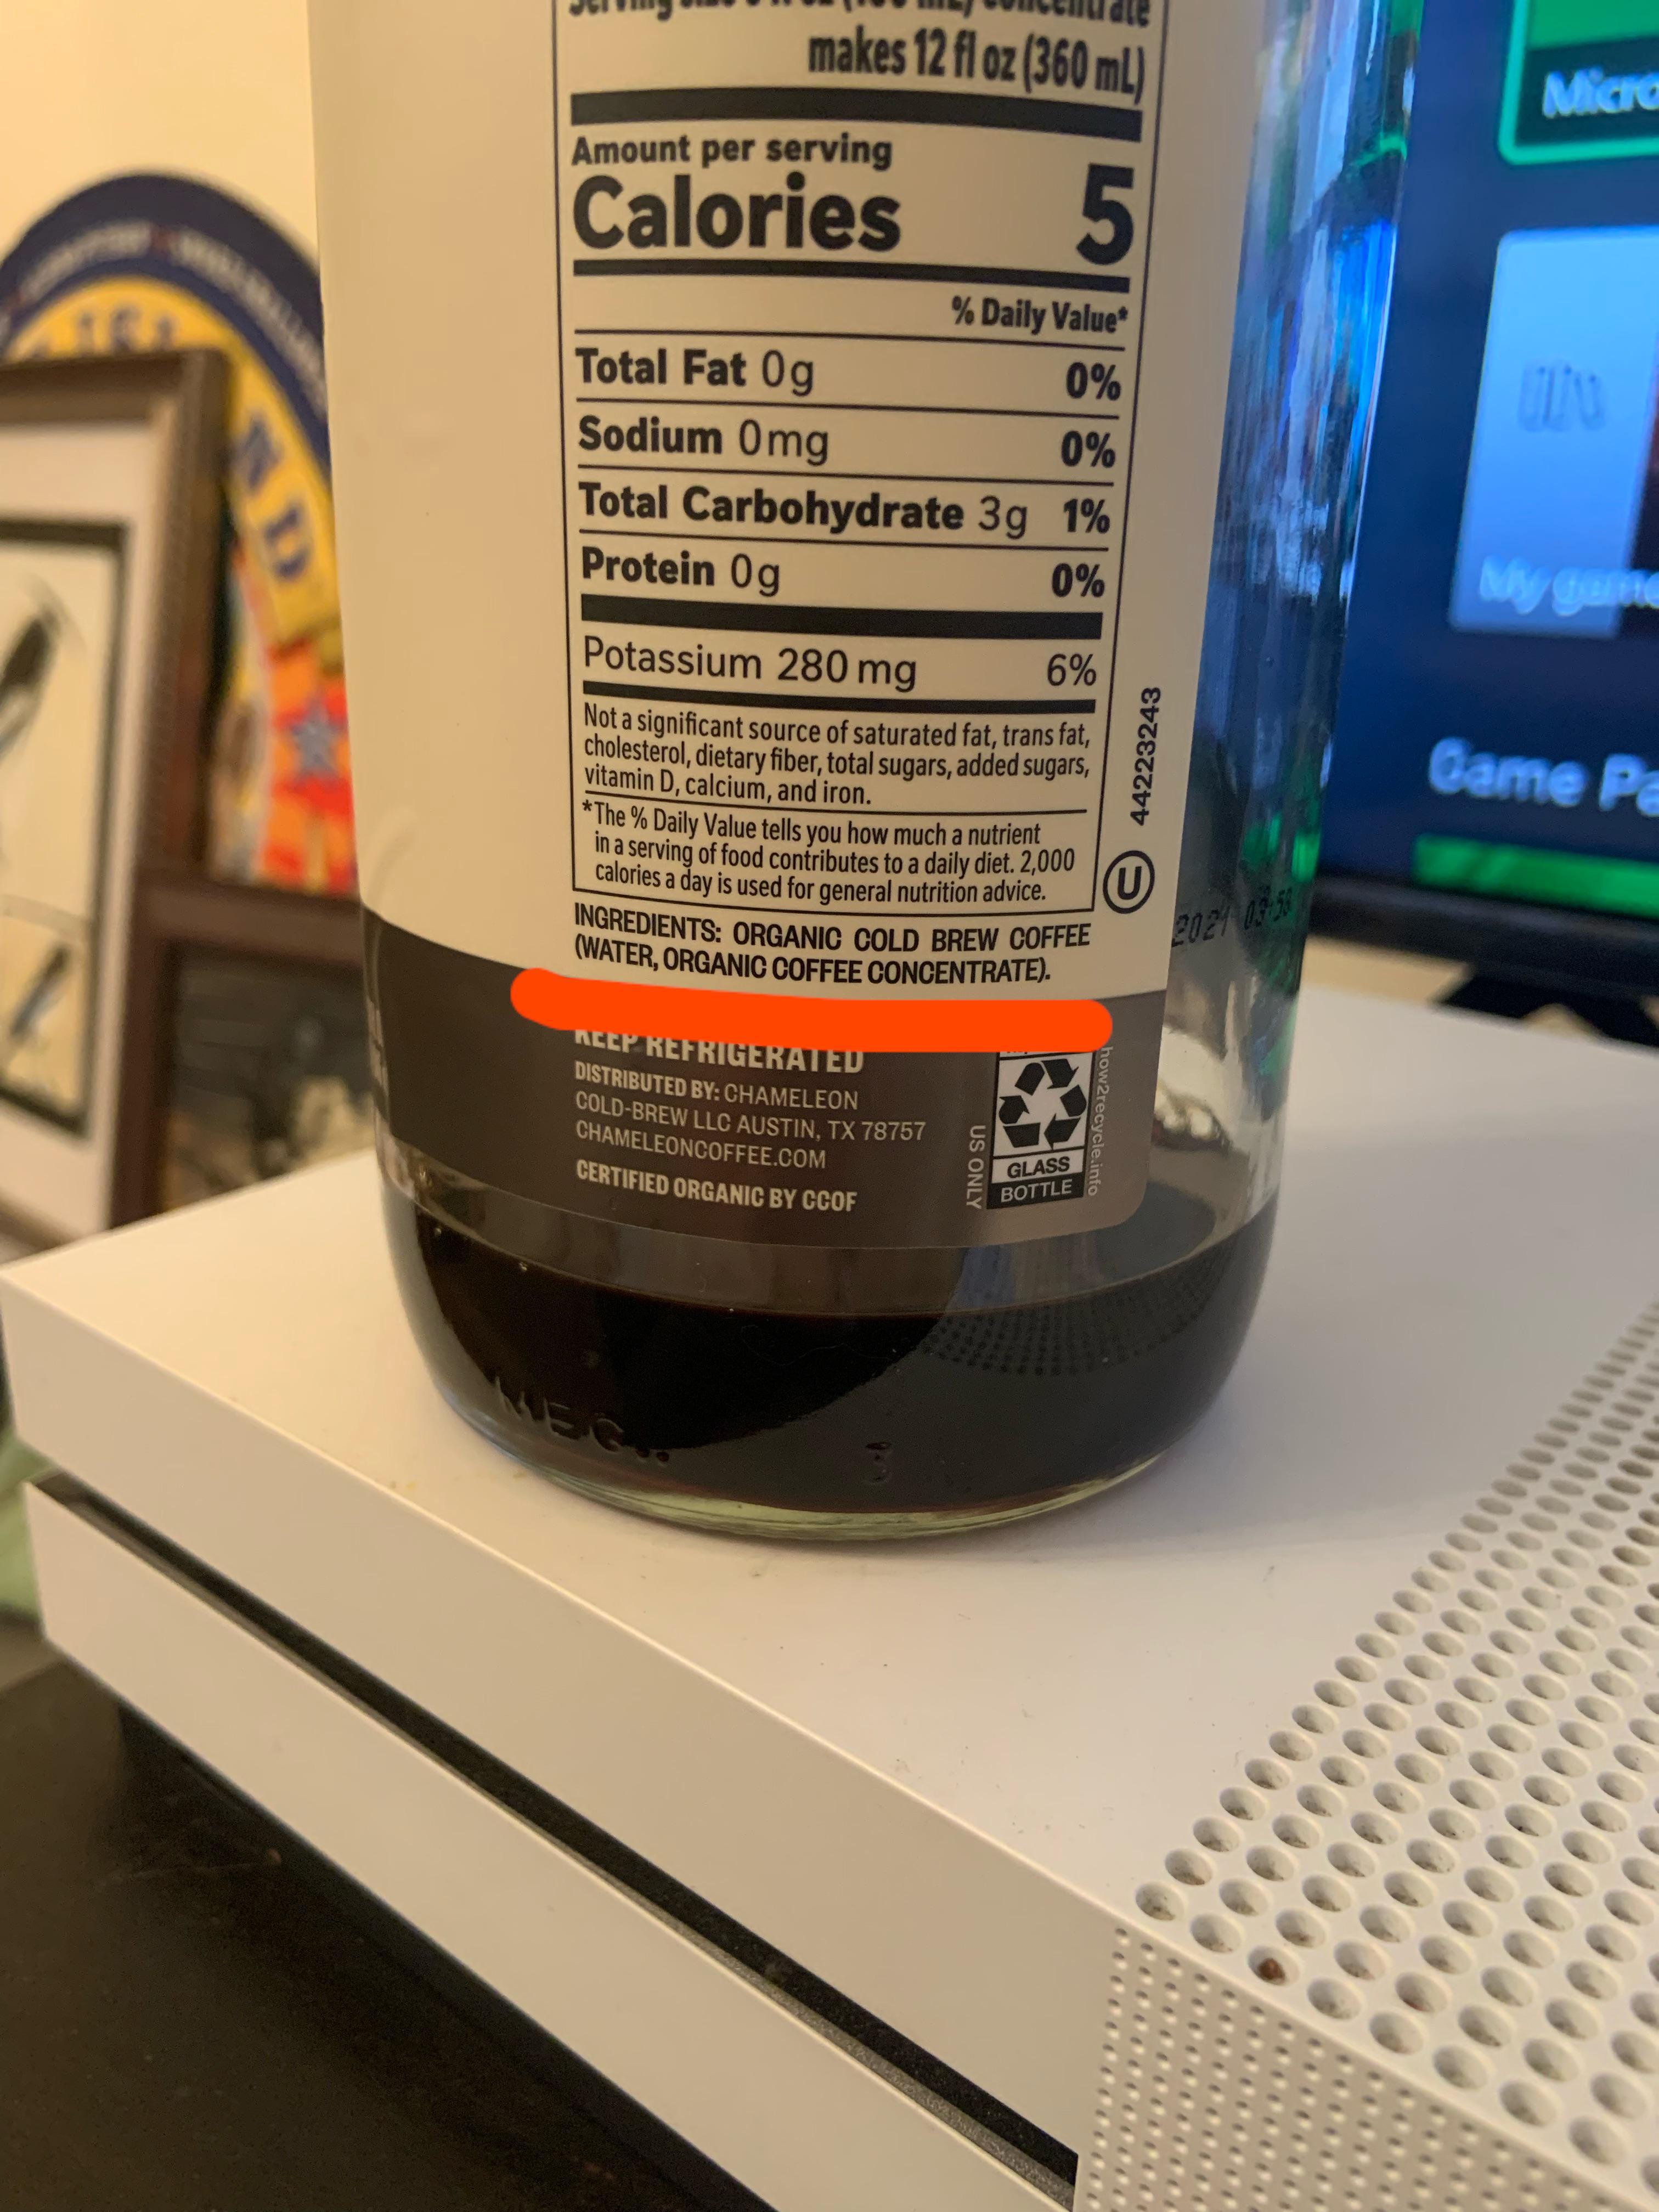 makes 12 fl oz (360 mL)
Amount per serving
Calories 5
% Daily Value*
Total Fat 0g 0%
Sodium 0mg 0%
Total Carbohydrate 3g 1%
Protein 0g 0%
Potassium 280 mg 6%
Not a significant source of saturated fat, trans fat,
cholesterol, dietary fiber, total sugars, added sugars,
vitamin D, calcium, and iron.
*The % Daily Value tells you how much a nutrient
in a serving of food contributes to a daily diet. 2,000
calories a day is used for general nutrition advice.
44223243
U
INGREDIENTS: ORGANIC COLD BREW COFFEE
(WATER, ORGANIC COFFEE CONCENTRATE).
KEEP REFRIGERATED
DISTRIBUTED BY: CHAMELEON
COLD-BREW LLC AUSTIN, TX 78757
CHAMELEONCOFFEE.COM
CERTIFIED ORGANIC BY CCOF
US ONLY
GLASS
BOTTLE
how2recycle.info
2021 03:58
Game